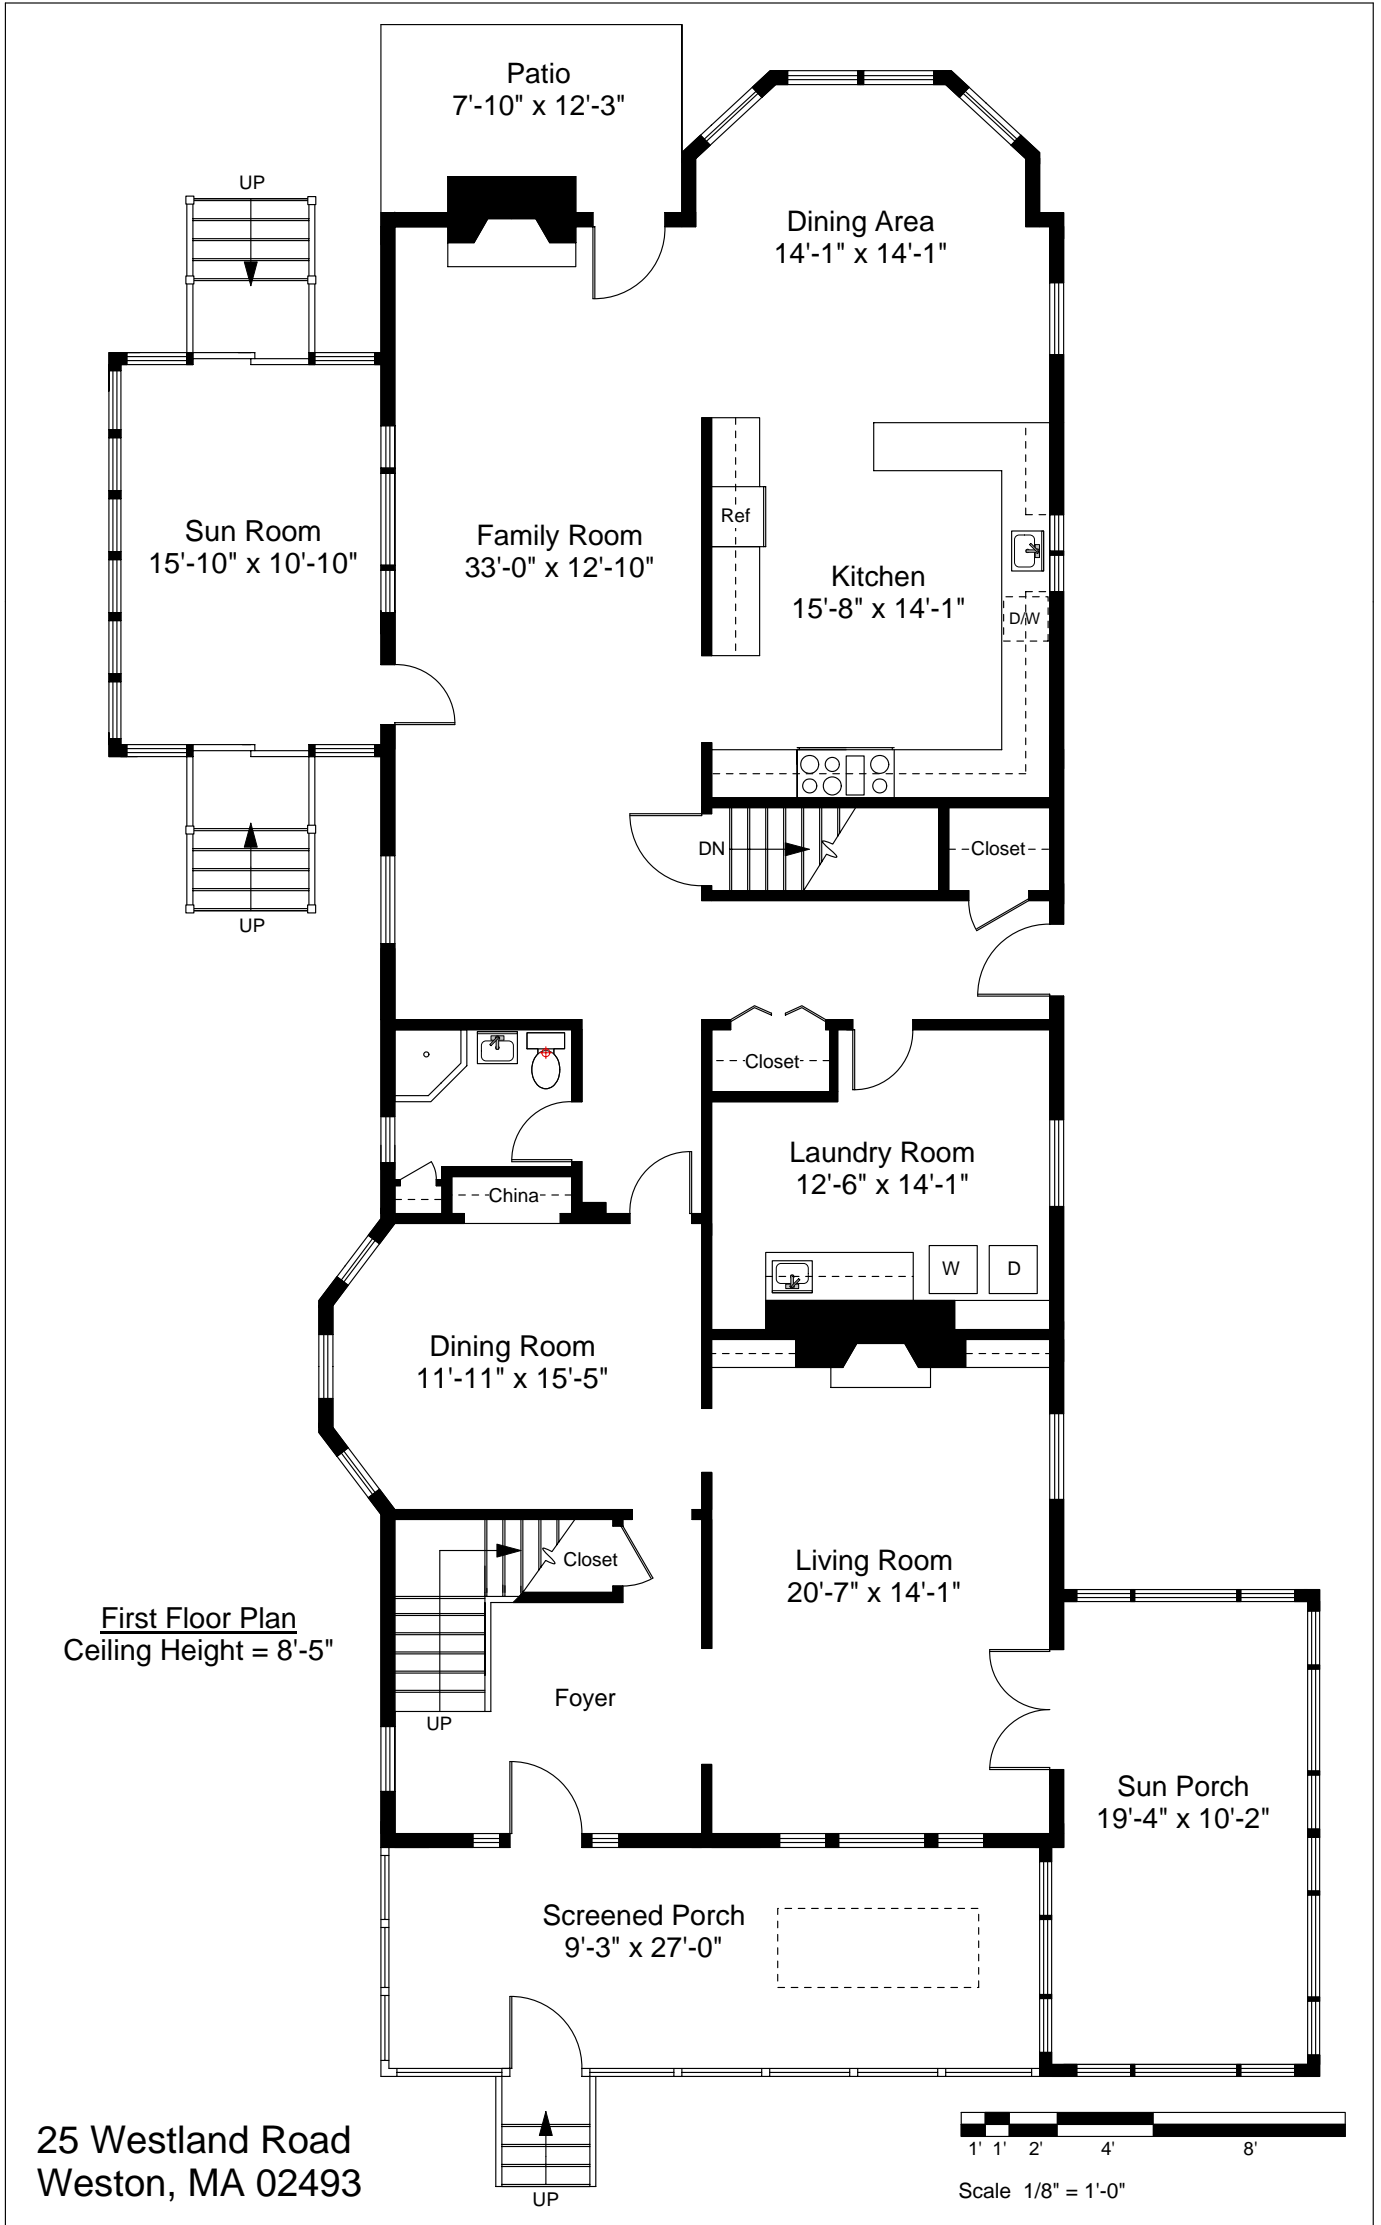 Patio
7'-10" x 12'-3"
UP
Dining Area
14'-1" x 14'-1"
Sun Room
15'-10" x 10'-10"
Family Room
33'-0" x 12'-10"
Ref
Kitchen
15'-8" x 14'-1"
D/W
DN
Closet
UP
Closet
Laundry Room
12'-6" x 14'-1"
China
W
D
Dining Room
11'-11" x 15'-5"
Closet
Living Room
20'-7" x 14'-1"
First Floor Plan
Ceiling Height = 8'-5"
Foyer
UP
Sun Porch
19'-4" x 10'-2"
Screened Porch
9'-3" x 27'-0"
25 Westland Road
Weston, MA 02493
UP
1' 1' 2' 4' 8'
Scale 1/8" = 1'-0"